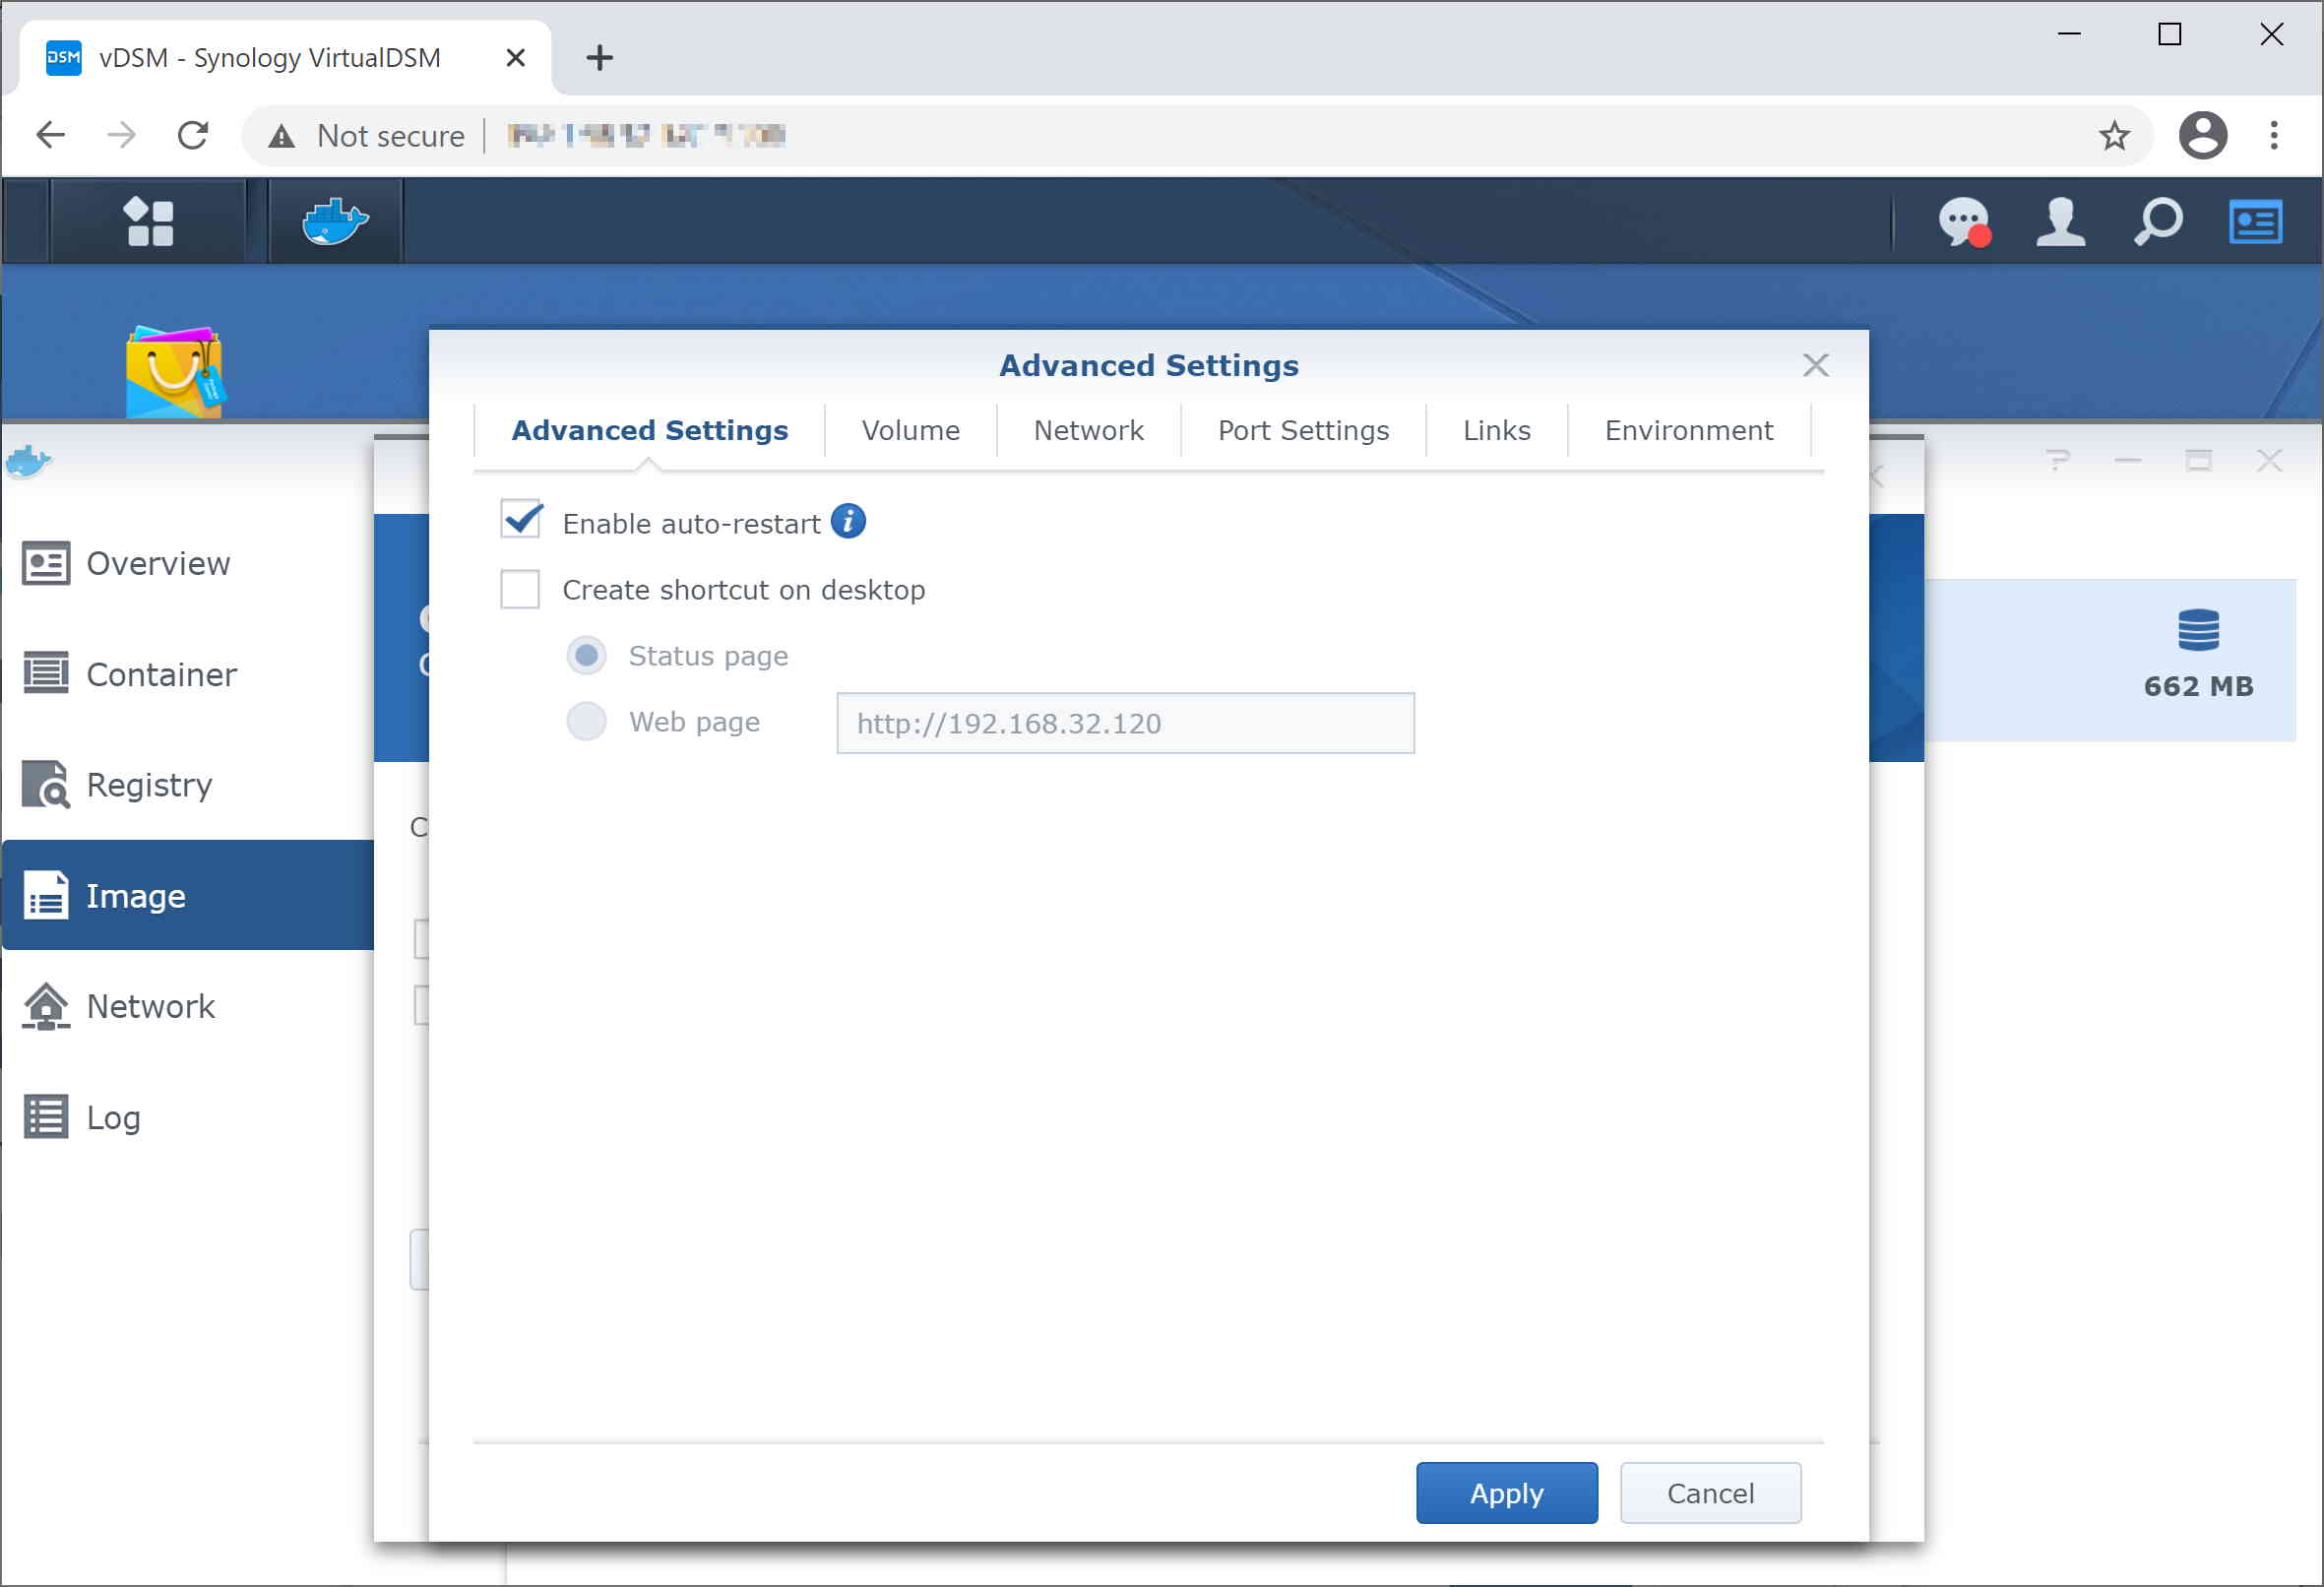 DSM vDSM - Synology VirtualDSM
Not secure
Advanced Settings
Advanced Settings Volume Network Port Settings Links Environment
Enable auto-restart
Create shortcut on desktop
Status page
Web page http://192.168.32.120
Overview
Container
Registry
Image
Network
Log
662 MB
Apply Cancel